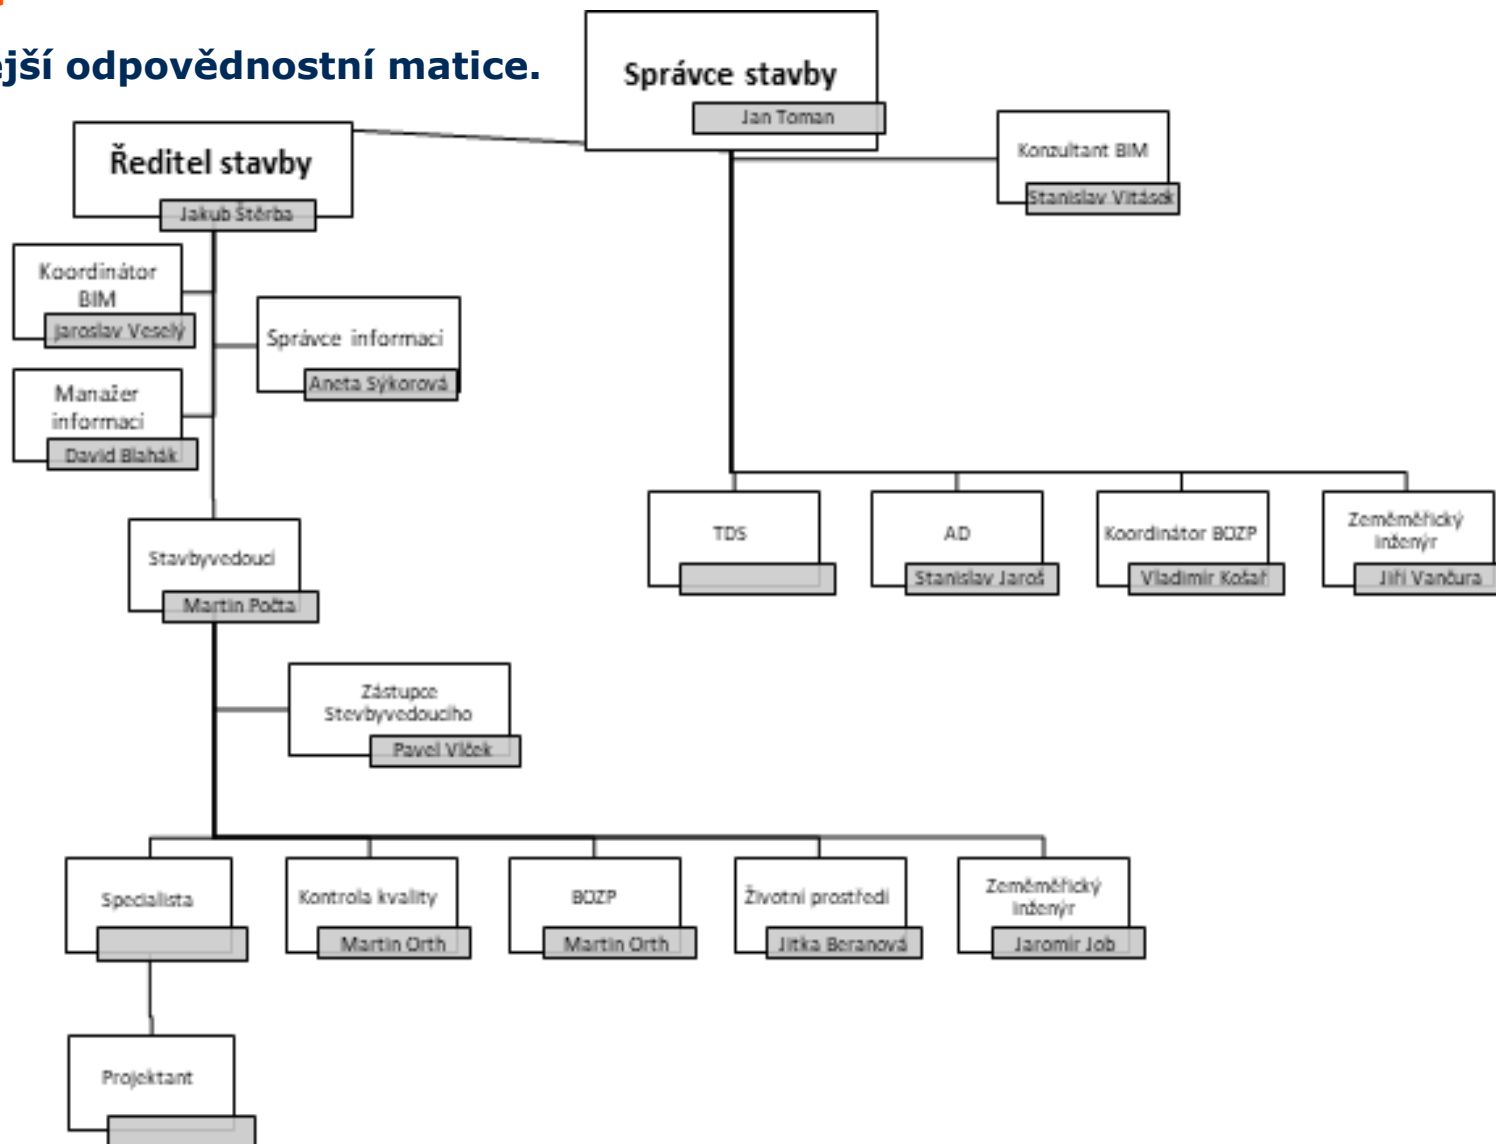 ejší odpovědnostní matice.
Správce stavby
Jan Toman
Ředitel stavby
Jakub Štěrba
Konzultant BIM
Stanislav Vitásek
Koordinátor
BIM
Jaroslav Veselý
Správce informací
Aneta Sýkorová
Manažer
informací
David Blahák
Stavbyvedoucí
Martin Počta
TDS
AD
Stanislav Jaroš
Koordinátor BOZP
Vladimír Košař
Zeměměřický
inženýr
Jiří Vančura
Zástupce
Stevbyvedoucího
Pavel Vlček
Specialista
Kontrola kvality
Martin Orth
BOZP
Martin Orth
Životní prostředí
Jitka Beranová
Zeměměřický
inženýr
Jaromír Job
Projektant